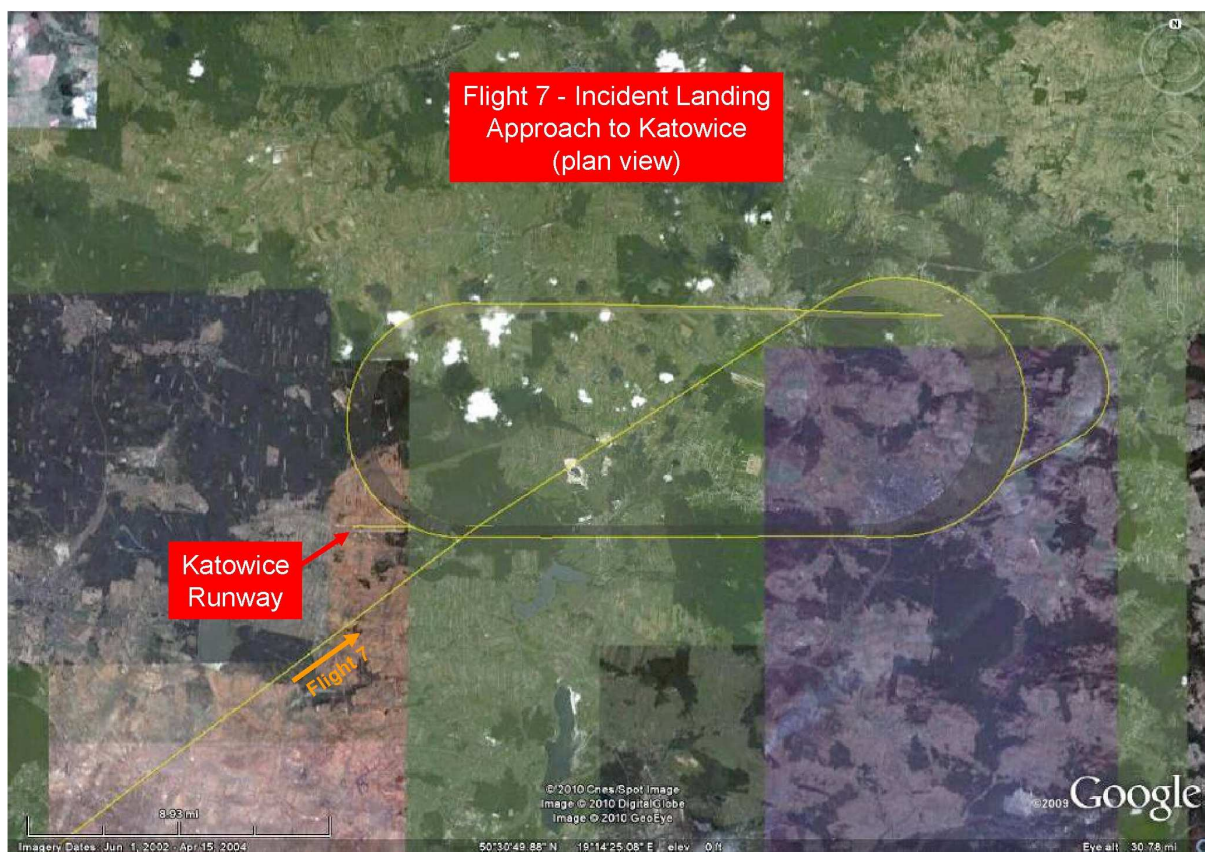 N
Flight 7 - Incident Landing
Approach to Katowice
(plan view)
Katowice
Runway
Flight 7
8.93 mi
©2010 Cnes/Spot Image
Image © 2010 DigitalGlobe
Image © 2010 GeoEye
©2009 Google
Imagery Dates: Jun 1, 2002 - Apr 15, 2004
50°30'49.88" N 19°14'25.08" E elev 0 ft
Eye alt 30.78 mi